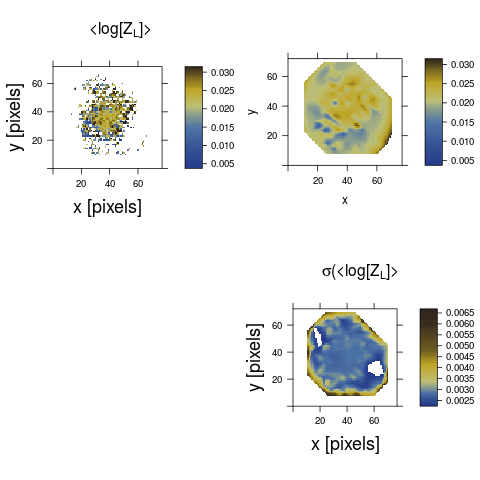 <log[Z_L]>
y [pixels]
60
40
20
20 40 60
x [pixels]
0.030
0.025
0.020
0.015
0.010
0.005
y
60
40
20
20 40 60
x
0.030
0.025
0.020
0.015
0.010
0.005
σ(<log[Z_L]>
y [pixels]
60
40
20
20 40 60
x [pixels]
0.0065
0.0060
0.0055
0.0050
0.0045
0.0040
0.0035
0.0030
0.0025